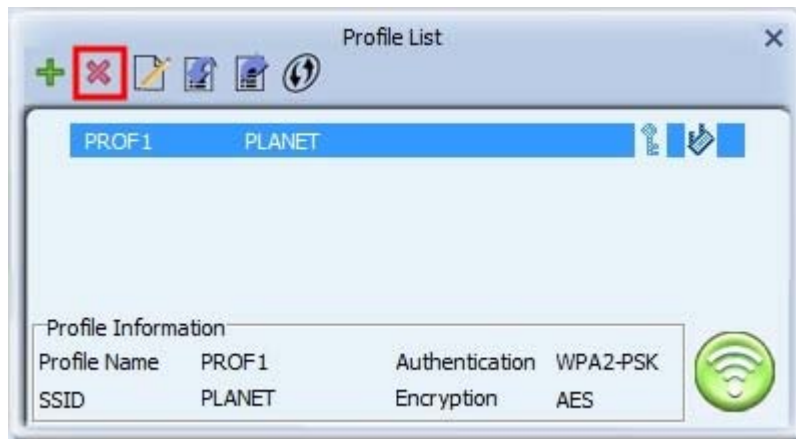 Profile List
PROF1 PLANET
Profile Information
Profile Name PROF1 Authentication WPA2-PSK
SSID PLANET Encryption AES